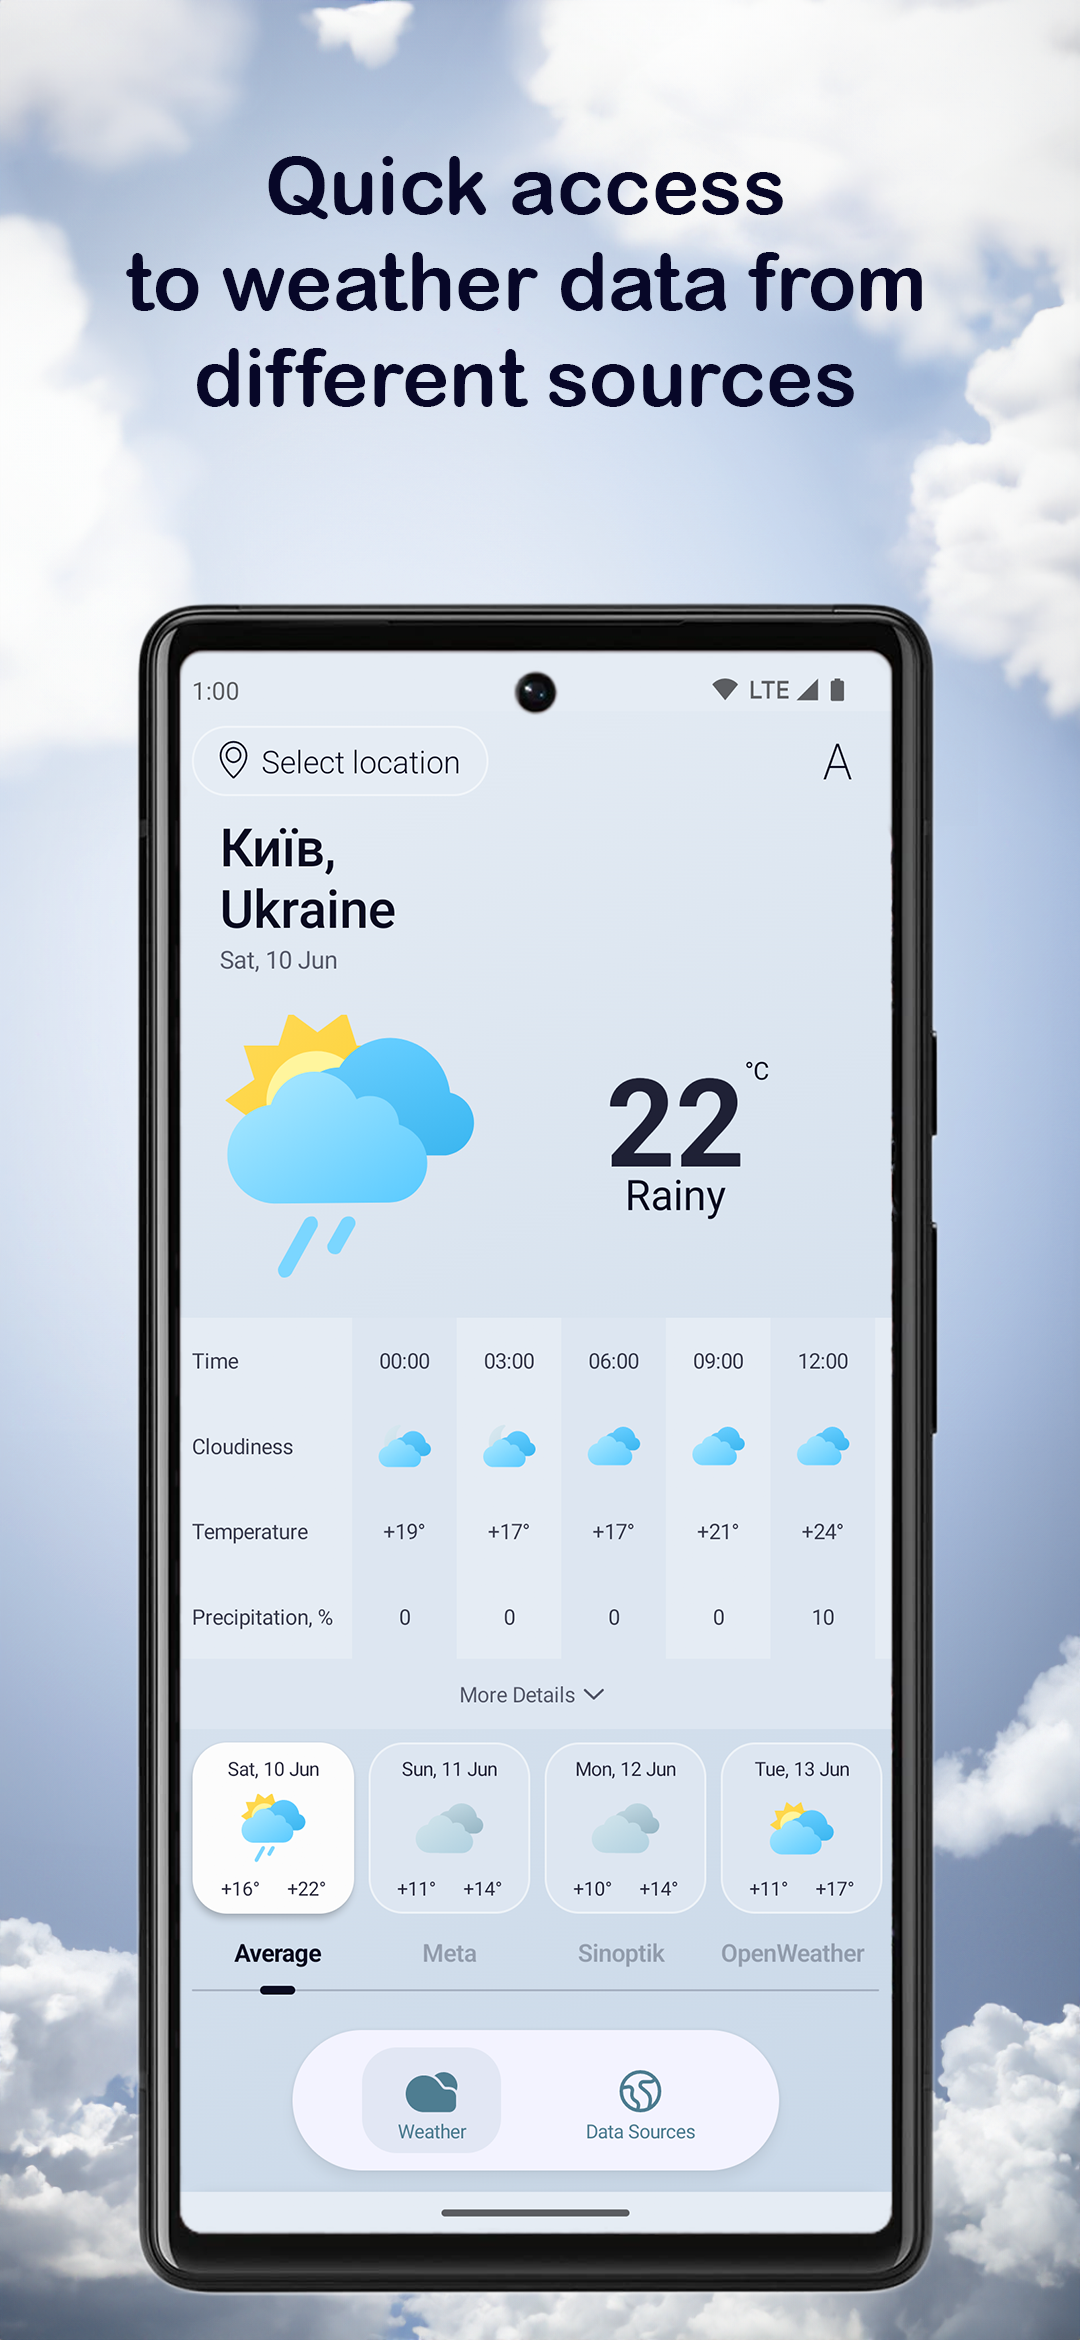 Quick access
to weather data from
different sources
1:00 LTE
Select location A
Київ,
Ukraine
Sat, 10 Jun
22 °C
Rainy
Time 00:00 03:00 06:00 09:00 12:00
Cloudiness
Temperature +19° +17° +17° +21° +24°
Precipitation, % 0 0 0 0 10
More Details
Sat, 10 Jun Sun, 11 Jun Mon, 12 Jun Tue, 13 Jun
+16° +22° +11° +14° +10° +14° +11° +17°
Average Meta Sinoptik OpenWeather
Weather Data Sources